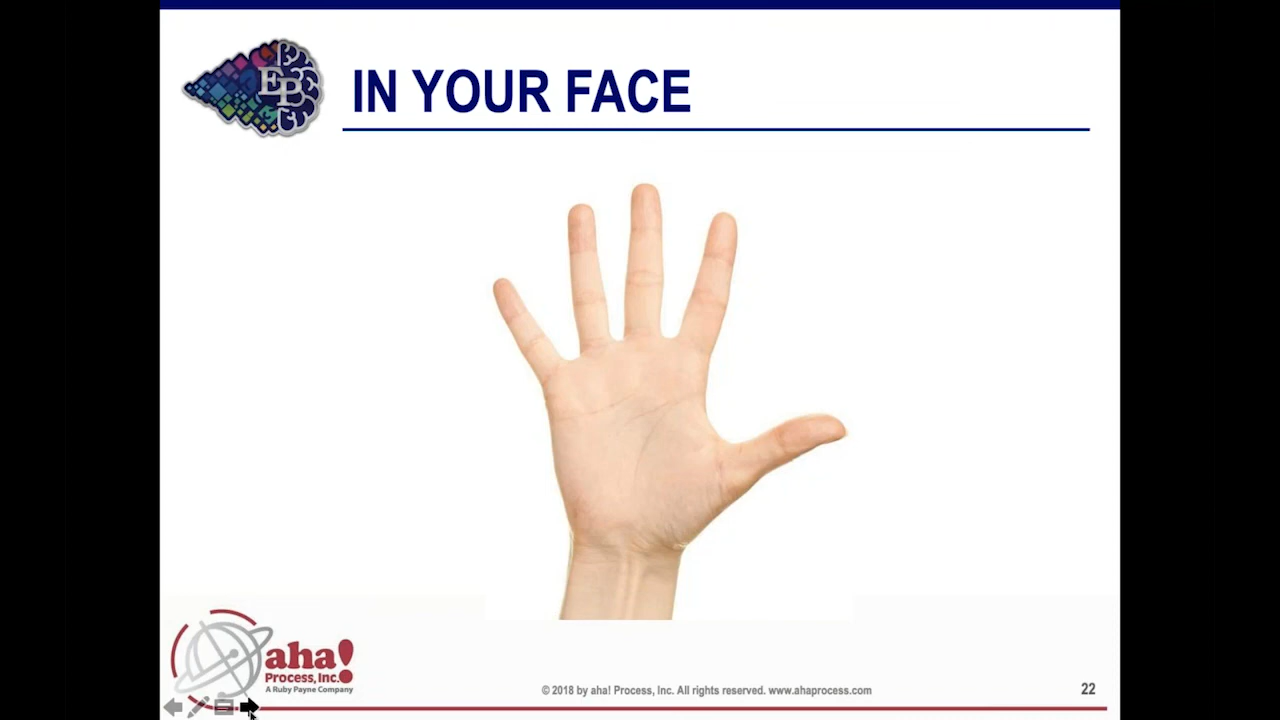 EP
IN YOUR FACE
aha!
Process, Inc.
A Ruby Payne Company
© 2018 by aha! Process, Inc. All rights reserved. www.ahaprocess.com
22